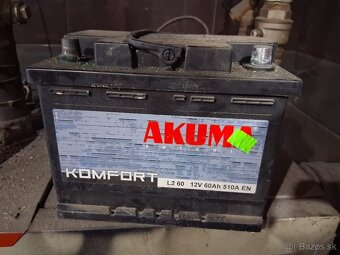 AKUMA
KOMFORT
L2 60 12V 60Ah 510A EN
Bazos.sk